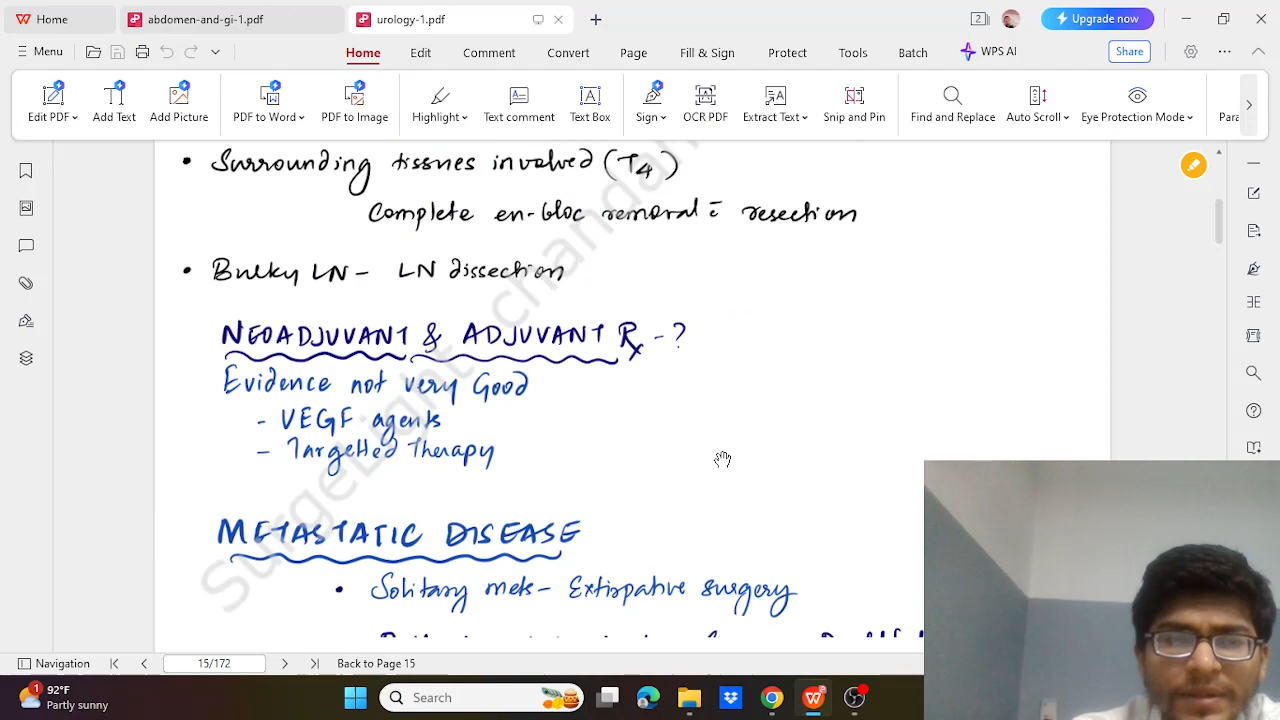 Home
abdomen-and-gi-1.pdf
urology-1.pdf
2
Upgrade now
Menu
Home
Edit
Comment
Convert
Page
Fill & Sign
Protect
Tools
Batch
WPS AI
Share
Edit PDF
Add Text
Add Picture
PDF to Word
PDF to Image
Highlight
Text comment
Text Box
Sign
OCR PDF
Extract Text
Snip and Pin
Find and Replace
Auto Scroll
Eye Protection Mode
Para
• Surrounding tissues involved (T4)
Complete en-bloc removal c̄ resection
• Bulky LN - LN dissection
NEOADJUVANT & ADJUVANT Rx - ?
Evidence not very Good
- VEGF agents
- Targetted Therapy
METASTATIC DISEASE
• Solitary mets - Extirpative surgery
SurgeLight chandan
Navigation
15/172
Back to Page 15
1
92°F
Partly sunny
Search